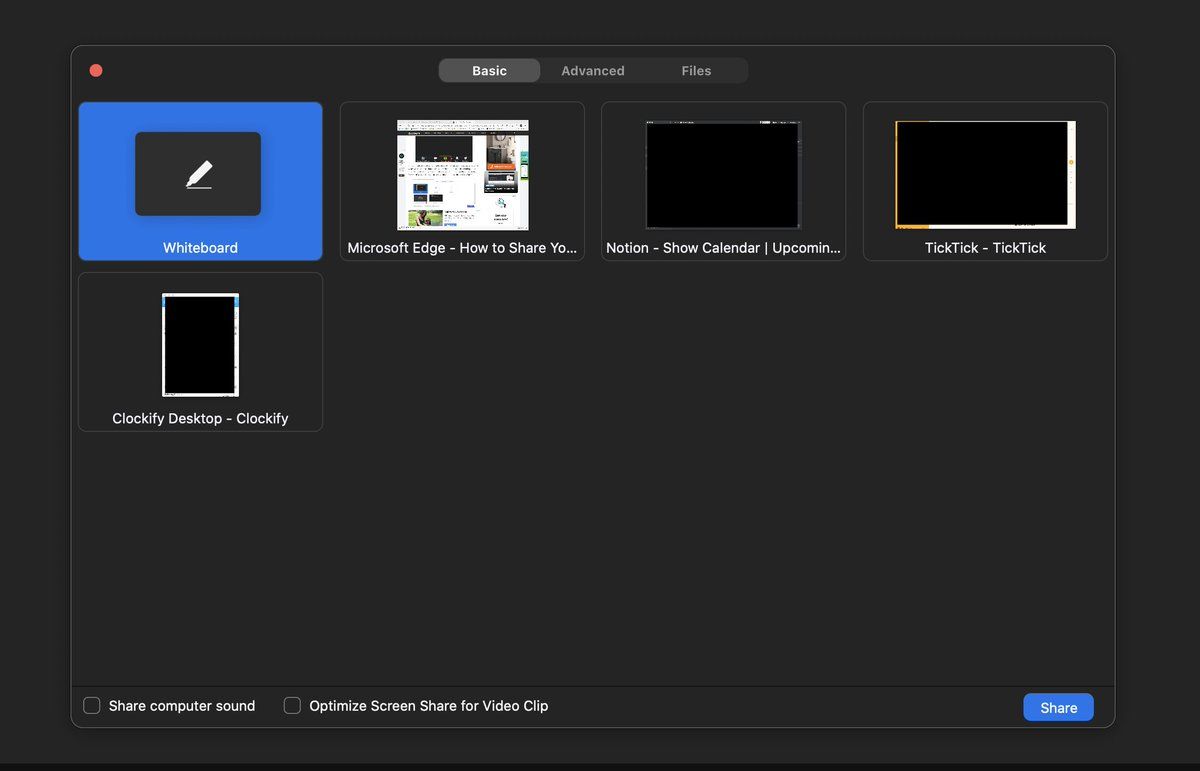 Basic
Advanced
Files
Whiteboard
Microsoft Edge - How to Share Yo...
Notion - Show Calendar | Upcomin...
TickTick - TickTick
Clockify Desktop - Clockify
Share computer sound
Optimize Screen Share for Video Clip
Share